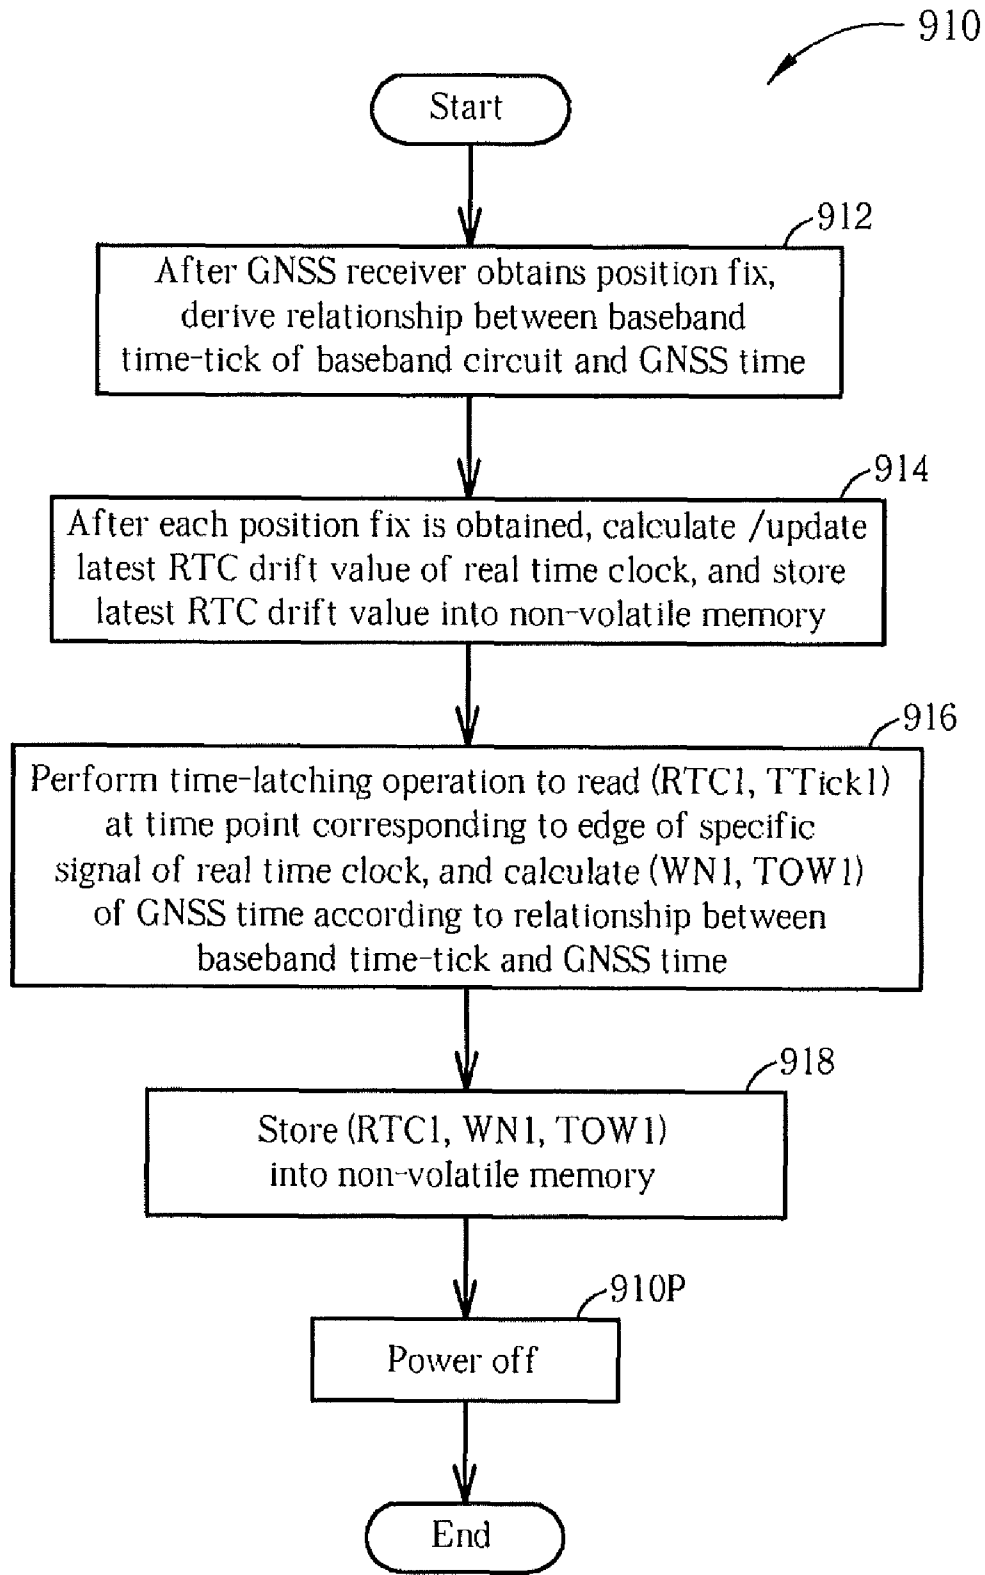 910
Start
912
After GNSS receiver obtains position fix,
derive relationship between baseband
time-tick of baseband circuit and GNSS time
914
After each position fix is obtained, calculate /update
latest RTC drift value of real time clock, and store
latest RTC drift value into non-volatile memory
916
Perform time-latching operation to read (RTC1, TTick1)
at time point corresponding to edge of specific
signal of real time clock, and calculate (WN1, TOW1)
of GNSS time according to relationship between
baseband time-tick and GNSS time
918
Store (RTC1, WN1, TOW1)
into non-volatile memory
910P
Power off
End